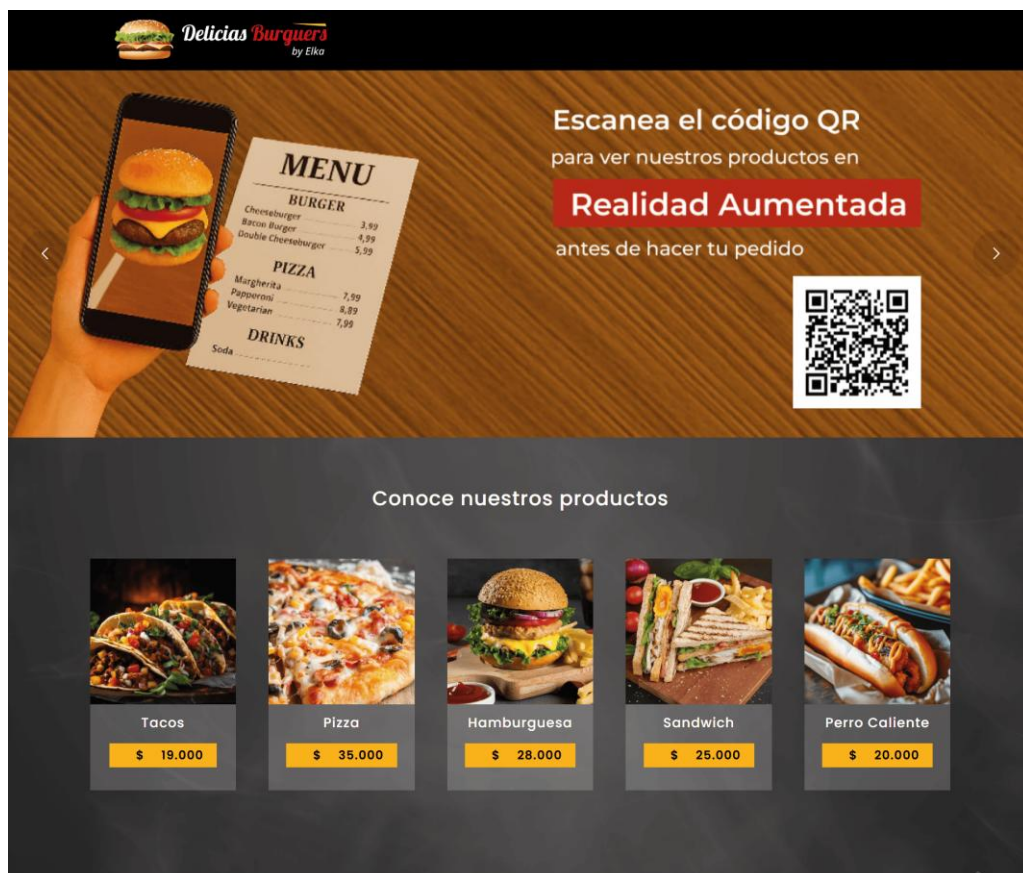 Delicias Burguers
by Elka
Escanea el código QR
para ver nuestros productos en
Realidad Aumentada
antes de hacer tu pedido
MENU
BURGER
Cheeseburger 3,99
Bacon Burger 4,99
Double Cheeseburger 5,99
PIZZA
Margherita 7,99
Papperoni 8,89
Vegetarian 7,99
DRINKS
Soda
Conoce nuestros productos
Tacos
$ 19.000
Pizza
$ 35.000
Hamburguesa
$ 28.000
Sandwich
$ 25.000
Perro Caliente
$ 20.000